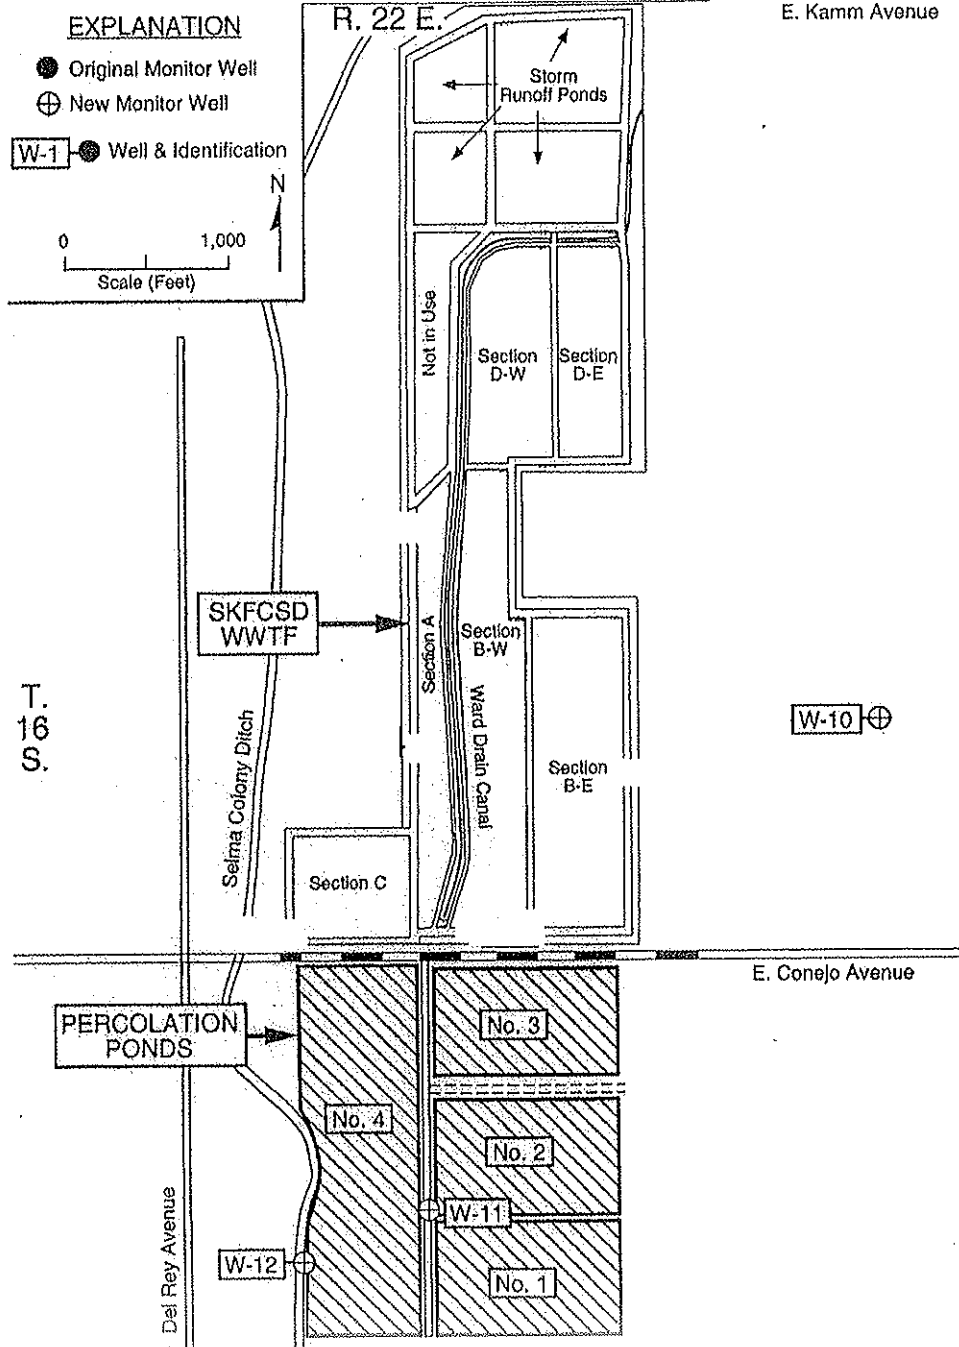 EXPLANATION
Original Monitor Well
New Monitor Well
W-1
Well & Identification
N
0
1,000
Scale (Feet)
R. 22 E.
E. Kamm Avenue
Storm
Runoff Ponds
Not in Use
Section
D-W
Section
D-E
SKFCSD
WWTF
Section A
Section
B-W
Ward Drain Canal
T.
16
S.
W-10
Selma Colony Ditch
Section
B-E
Section C
E. Conejo Avenue
PERCOLATION
PONDS
No. 3
No. 4
No. 2
W-11
W-12
No. 1
Del Rey Avenue